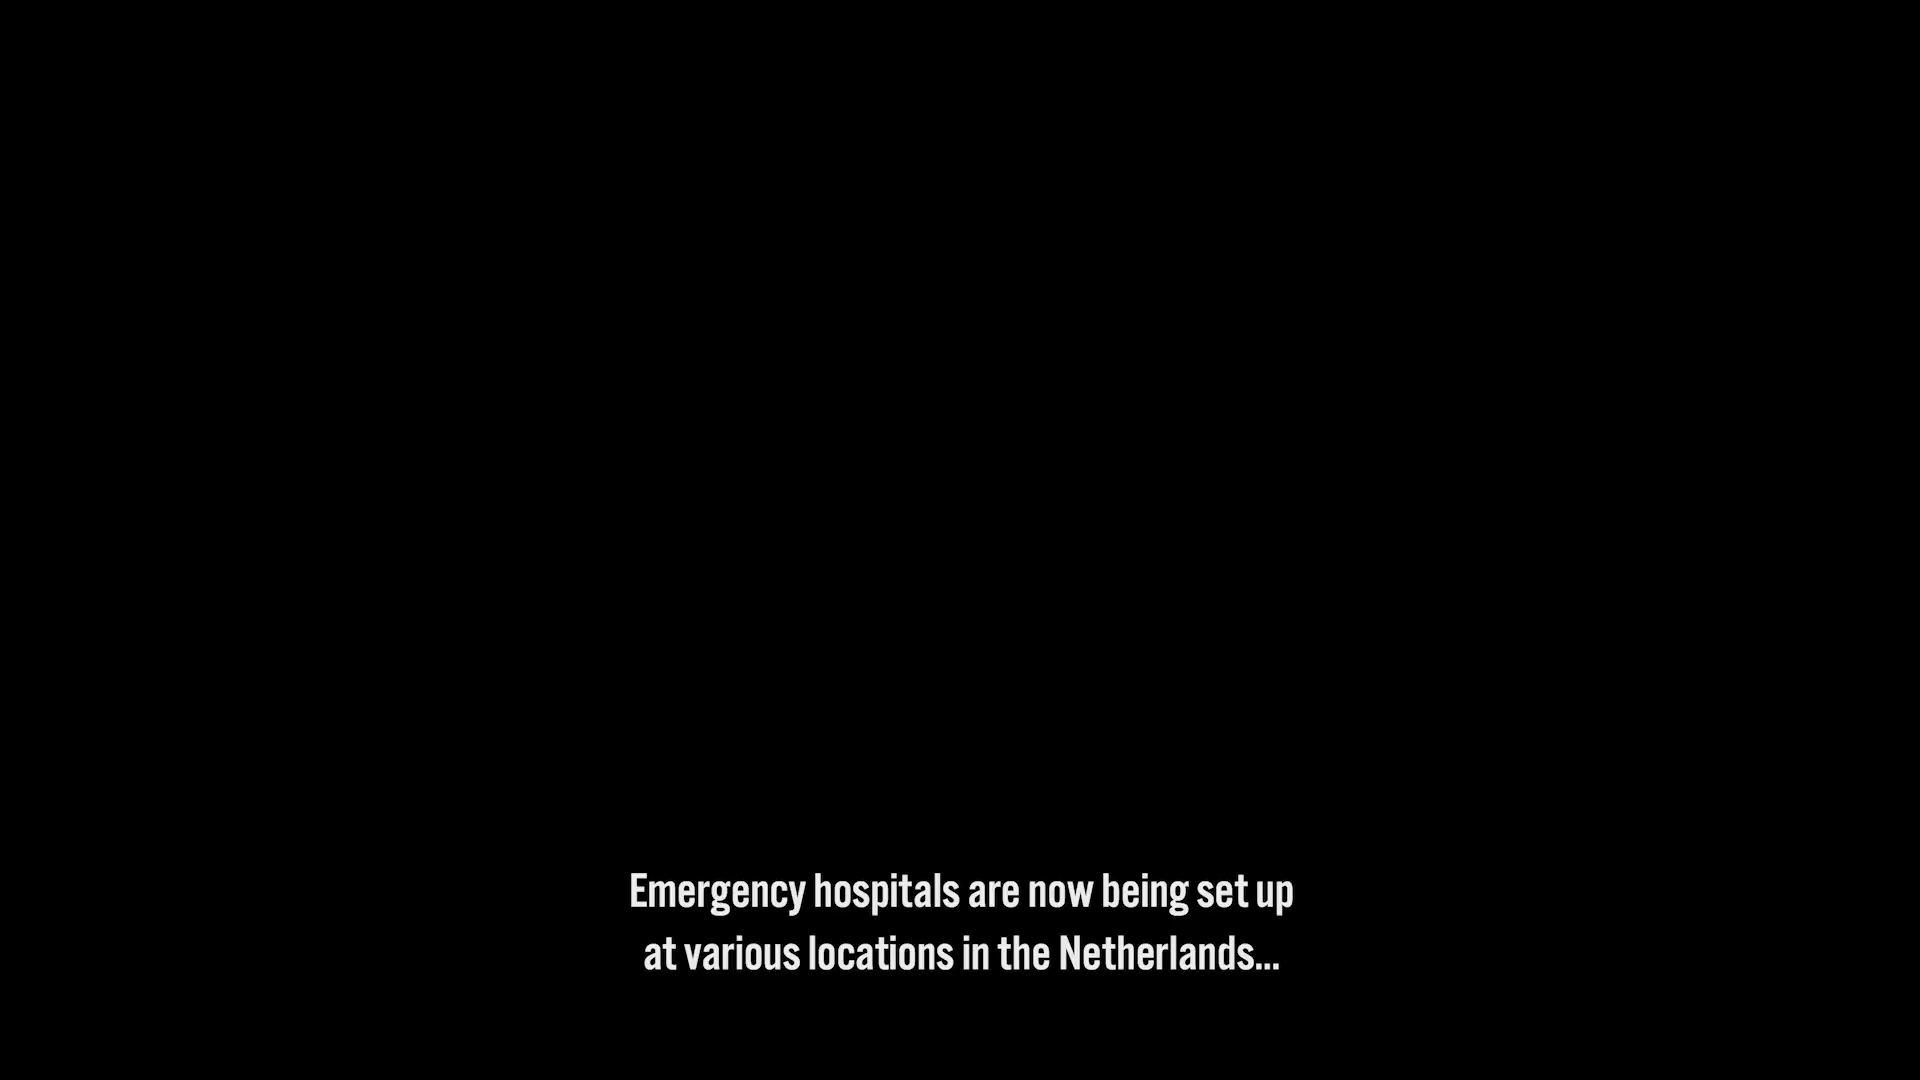 Emergency hospitals are now being set up
at various locations in the Netherlands...